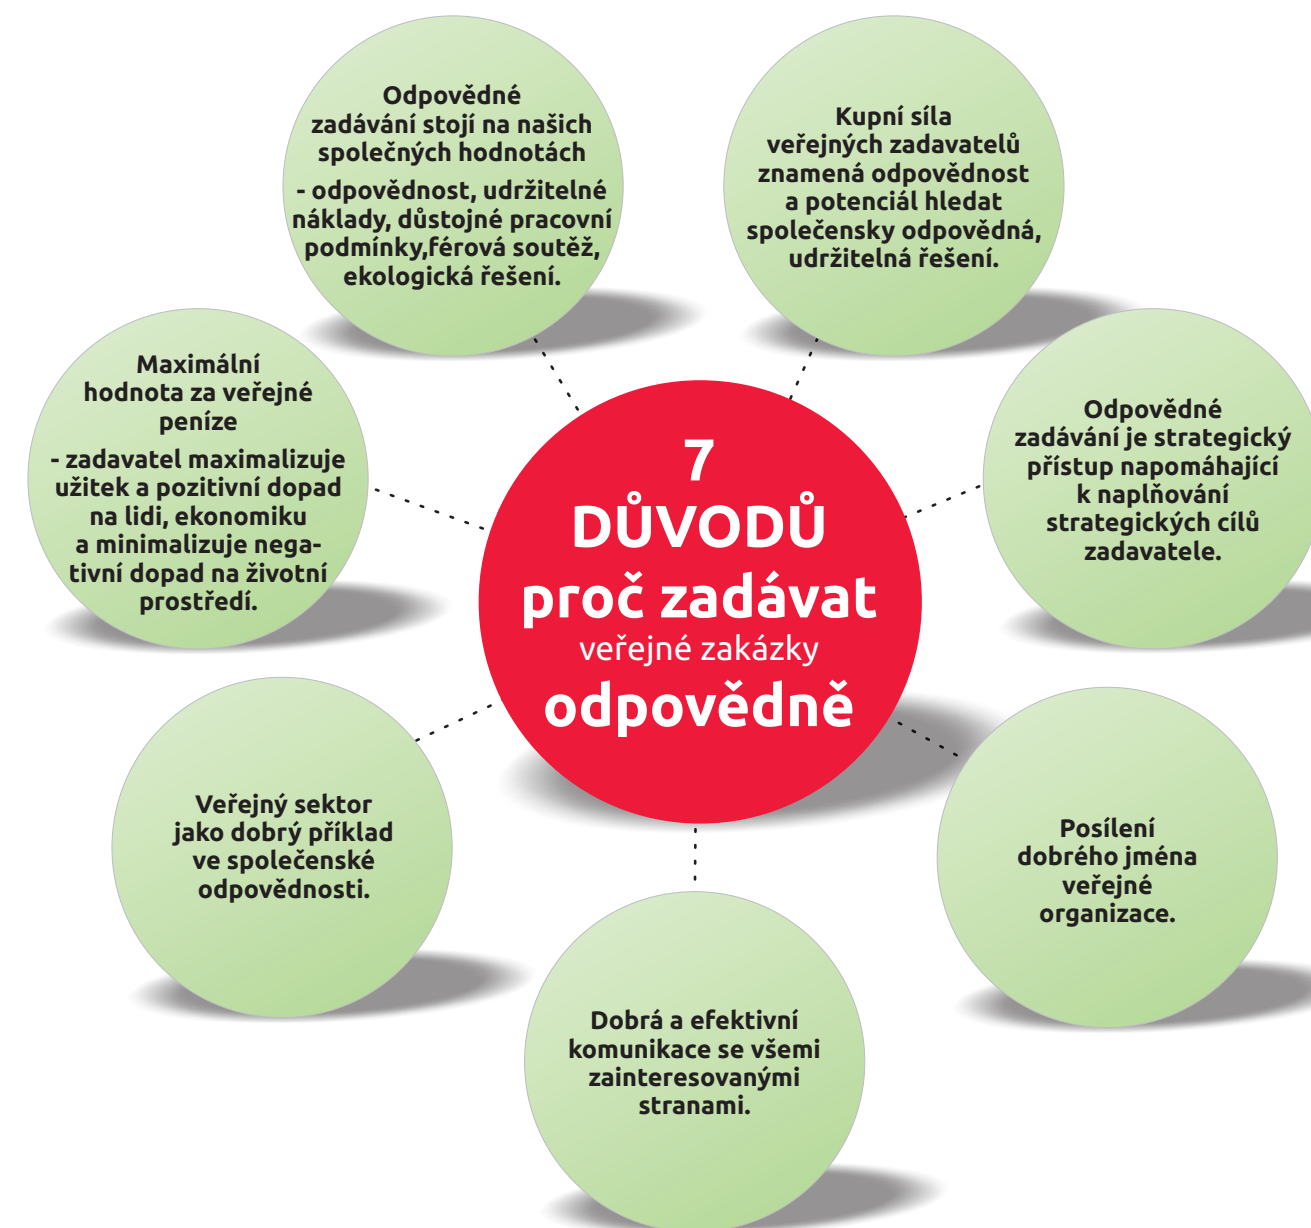 Odpovědné
zadávání stojí na našich
společných hodnotách
- odpovědnost, udržitelné
náklady, důstojné pracovní
podmínky,férová soutěž,
ekologická řešení.
Kupní síla
veřejných zadavatelů
znamená odpovědnost
a potenciál hledat
společensky odpovědná,
udržitelná řešení.
Maximální
hodnota za veřejné
peníze
- zadavatel maximalizuje
užitek a pozitivní dopad
na lidi, ekonomiku
a minimalizuje nega-
tivní dopad na životní
prostředí.
Odpovědné
zadávání je strategický
přístup napomáhající
k naplňování
strategických cílů
zadavatele.
7
DŮVODŮ
proč zadávat
veřejné zakázky
odpovědně
Veřejný sektor
jako dobrý příklad
ve společenské
odpovědnosti.
Posílení
dobrého jména
veřejné
organizace.
Dobrá a efektivní
komunikace se všemi
zainteresovanými
stranami.